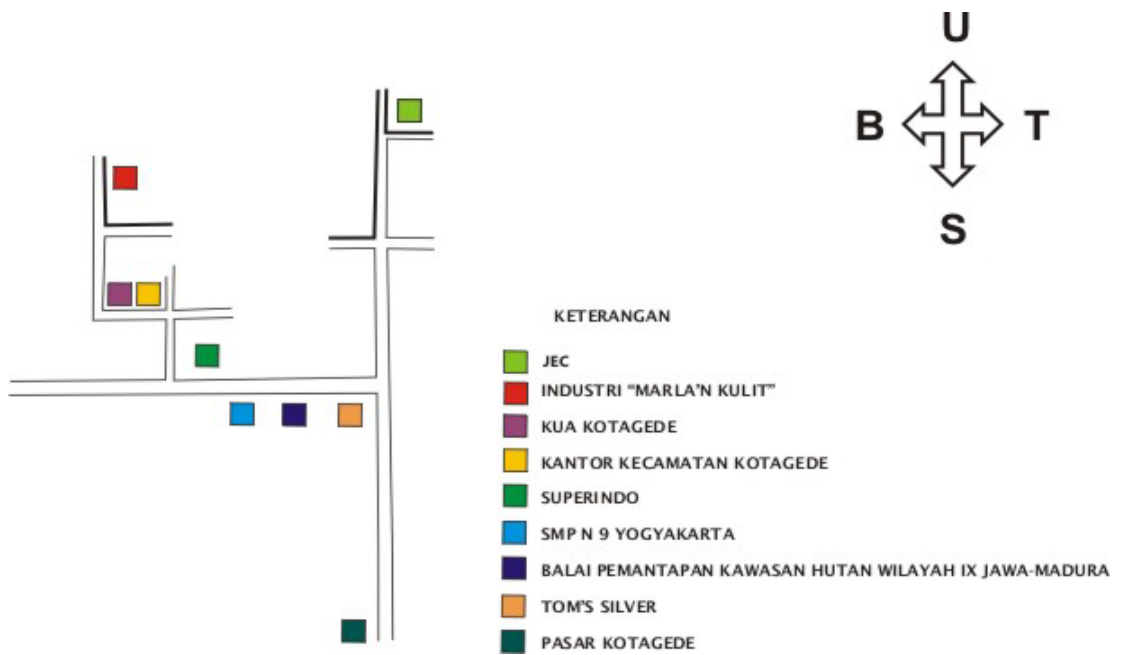 U
B T
S
KETERANGAN
JEC
INDUSTRI “MARLA’N KULIT”
KUA KOTAGEDE
KANTOR KECAMATAN KOTAGEDE
SUPERINDO
SMP N 9 YOGYAKARTA
BALAI PEMANTAPAN KAWASAN HUTAN WILAYAH IX JAWA-MADURA
TOM’S SILVER
PASAR KOTAGEDE